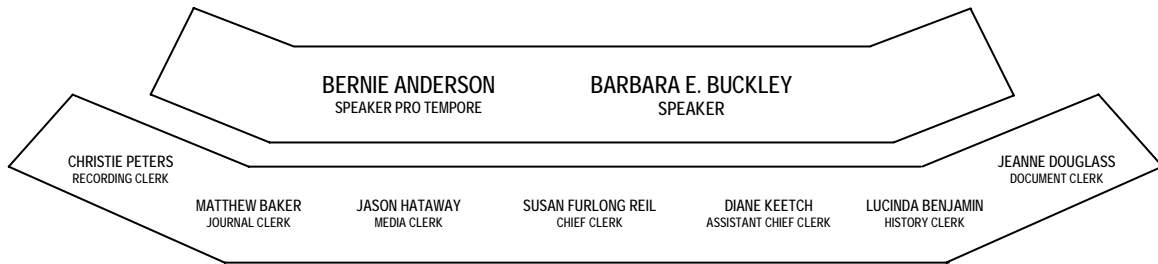 BERNIE ANDERSON
SPEAKER PRO TEMPORE
BARBARA E. BUCKLEY
SPEAKER
CHRISTIE PETERS
RECORDING CLERK
MATTHEW BAKER
JOURNAL CLERK
JASON HATAWAY
MEDIA CLERK
SUSAN FURLONG REIL
CHIEF CLERK
DIANE KEETCH
ASSISTANT CHIEF CLERK
LUCINDA BENJAMIN
HISTORY CLERK
JEANNE DOUGLASS
DOCUMENT CLERK